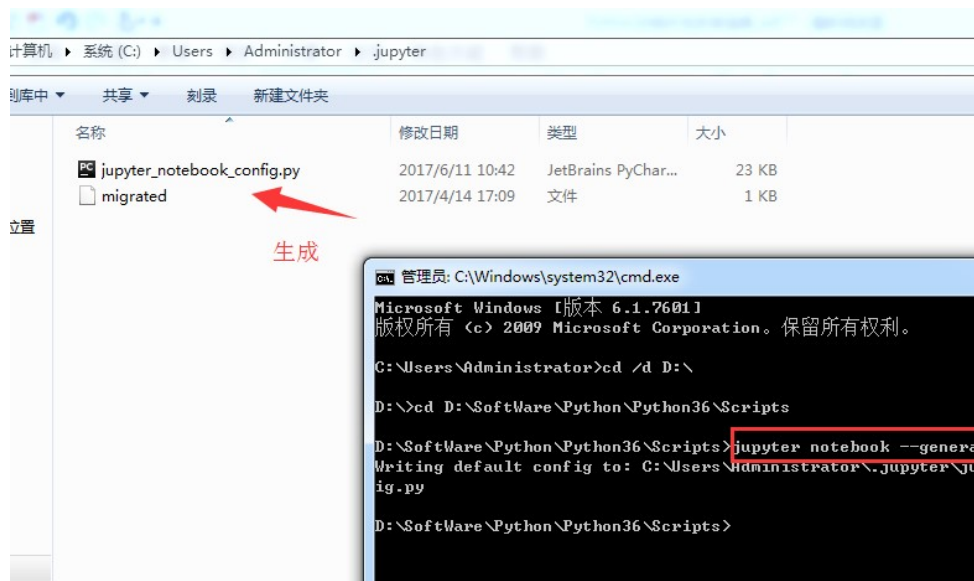 计算机 ▸ 系统 (C:) ▸ Users ▸ Administrator ▸ .jupyter
到库中 ▾ 共享 ▾ 刻录 新建文件夹
名称 修改日期 类型 大小
jupyter_notebook_config.py 2017/6/11 10:42 JetBrains PyChar... 23 KB
migrated 2017/4/14 17:09 文件 1 KB
位置
生成
管理员: C:\Windows\system32\cmd.exe
Microsoft Windows [版本 6.1.7601]
版权所有 (c) 2009 Microsoft Corporation。保留所有权利。
C:\Users\Administrator>cd /d D:\
D:\>cd D:\SoftWare\Python\Python36\Scripts
D:\SoftWare\Python\Python36\Scripts>jupyter notebook --genera
Writing default config to: C:\Users\Administrator\.jupyter\ju
ig.py
D:\SoftWare\Python\Python36\Scripts>